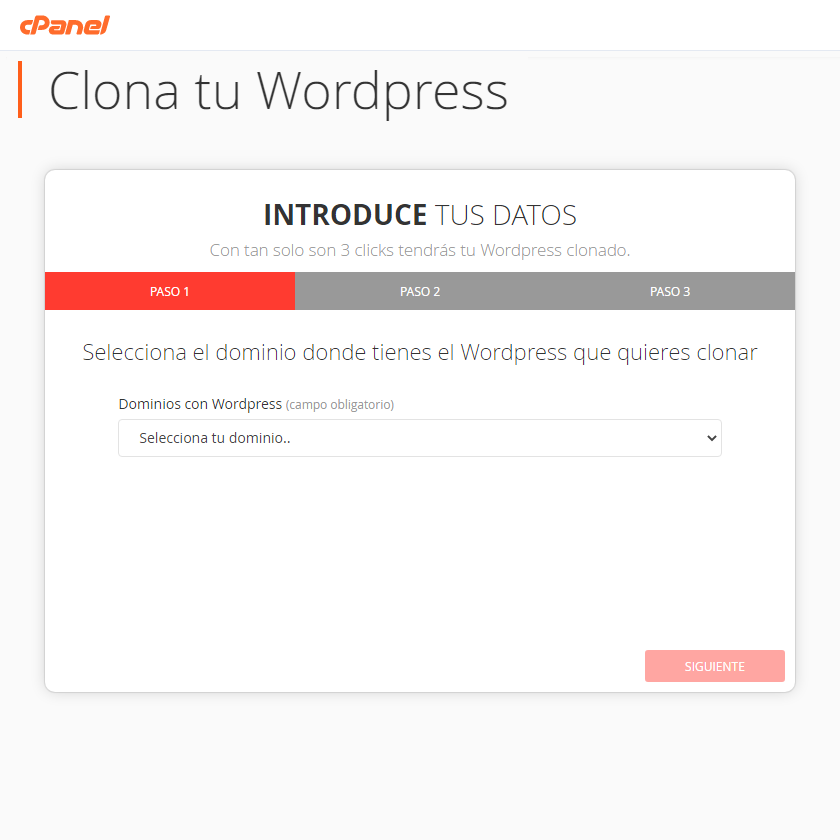 cPanel
Clona tu Wordpress
INTRODUCE TUS DATOS
Con tan solo son 3 clicks tendrás tu Wordpress clonado.
PASO 1 PASO 2 PASO 3
Selecciona el dominio donde tienes el Wordpress que quieres clonar
Dominios con Wordpress (campo obligatorio)
Selecciona tu dominio..
SIGUIENTE